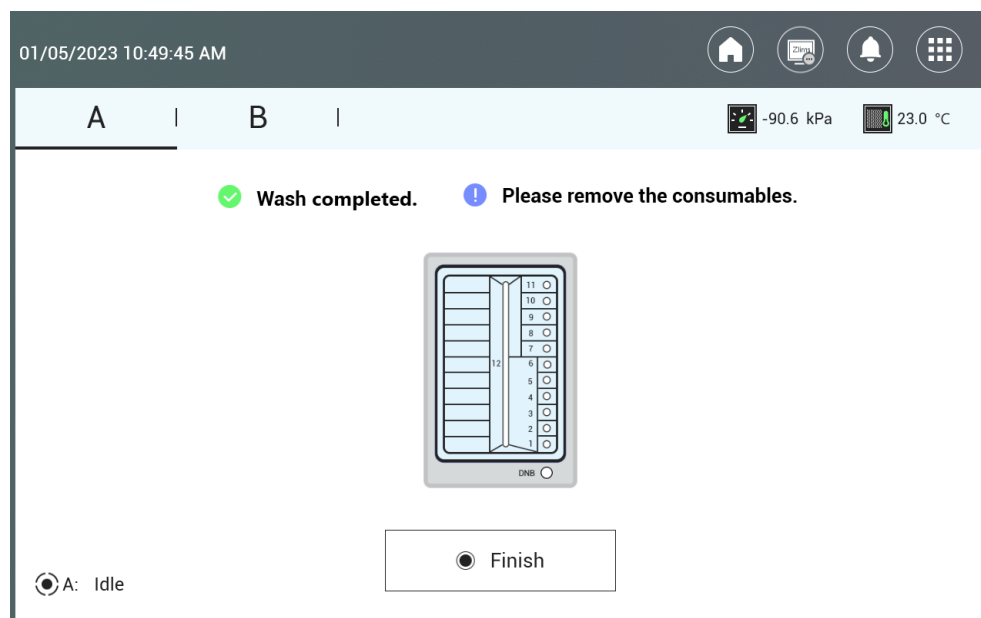 01/05/2023 10:49:45 AM
Zlims
A | B |
-90.6 kPa 23.0 °C
Wash completed. Please remove the consumables.
11
10
9
8
7
12 6
5
4
3
2
1
DNB
Finish
A: Idle